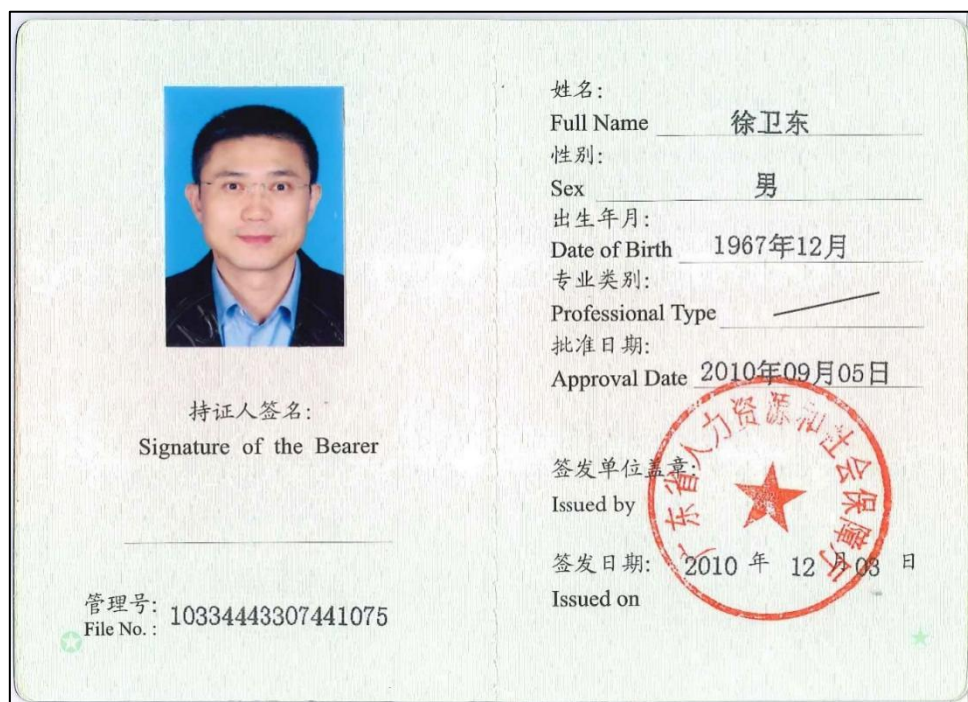 持证人签名:
Signature of the Bearer
管理号:
File No. : 10334443307441075
姓名:
Full Name 徐卫东
性别:
Sex 男
出生年月:
Date of Birth 1967年12月
专业类别:
Professional Type
批准日期:
Approval Date 2010年09月05日
签发单位盖章:
Issued by
广东省人力资源和社会保障厅
签发日期: 2010 年 12 月 03 日
Issued on